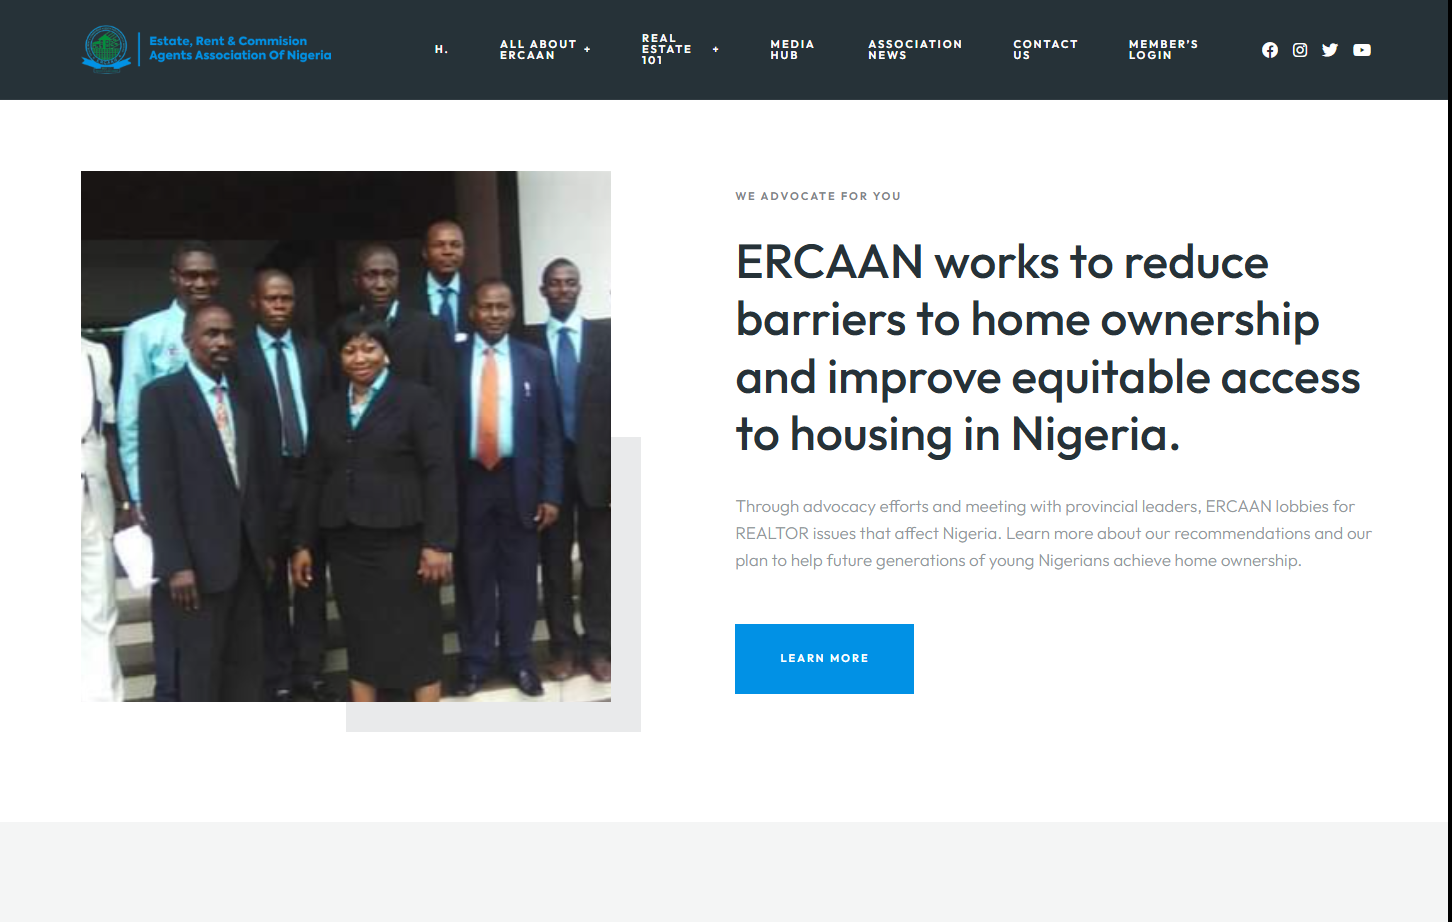 Estate, Rent & Commision
Agents Association Of Nigeria
H.
ALL ABOUT
ERCAAN +
REAL
ESTATE +
101
MEDIA
HUB
ASSOCIATION
NEWS
CONTACT
US
MEMBER'S
LOGIN
WE ADVOCATE FOR YOU
ERCAAN works to reduce
barriers to home ownership
and improve equitable access
to housing in Nigeria.
Through advocacy efforts and meeting with provincial leaders, ERCAAN lobbies for
REALTOR issues that affect Nigeria. Learn more about our recommendations and our
plan to help future generations of young Nigerians achieve home ownership.
LEARN MORE